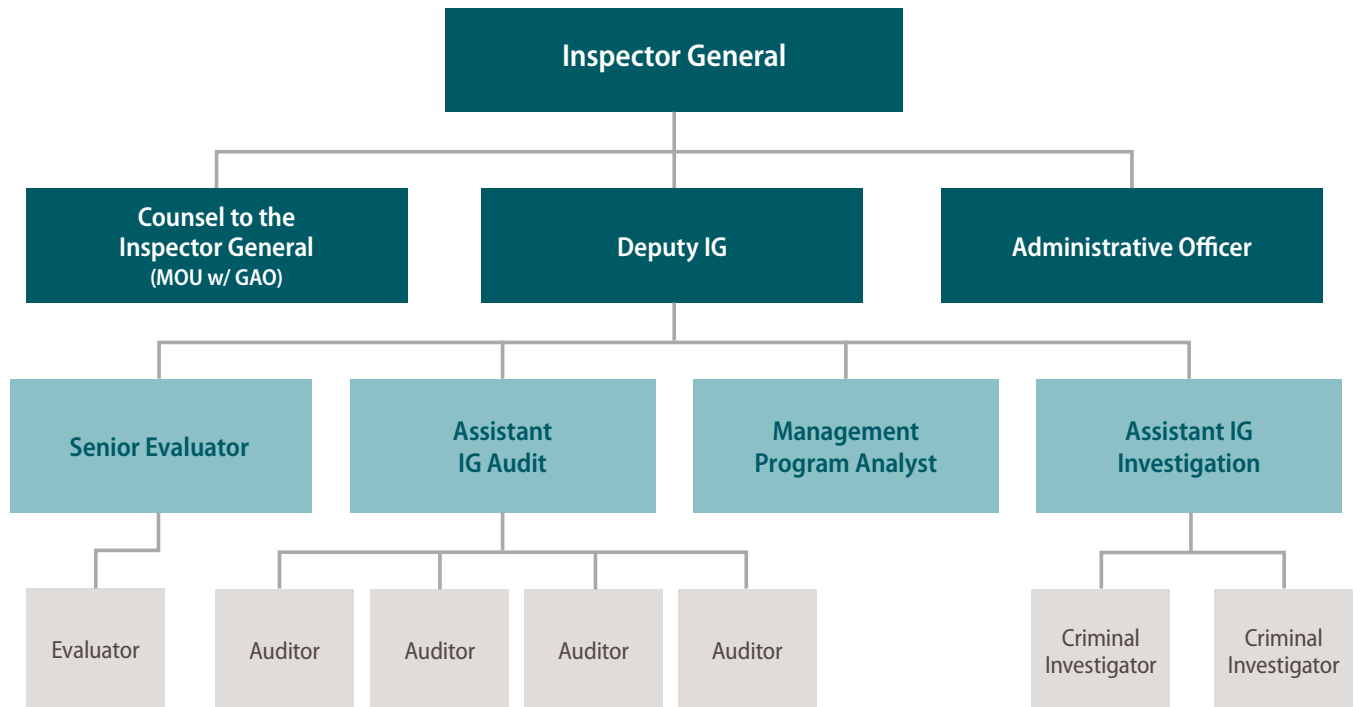 Inspector General
Counsel to the
Inspector General
(MOU w/ GAO)
Deputy IG
Administrative Officer
Senior Evaluator
Assistant
IG Audit
Management
Program Analyst
Assistant IG
Investigation
Evaluator
Auditor
Auditor
Auditor
Auditor
Criminal
Investigator
Criminal
Investigator